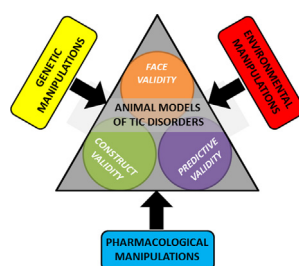 GENETIC
MANIPULATIONS
ENVIRONMENTAL
MANIPULATIONS
FACE
VALIDITY
ANIMAL MODELS
OF TIC DISORDERS
CONSTRUCT
VALIDITY
PREDICTIVE
VALIDITY
PHARMACOLOGICAL
MANIPULATIONS